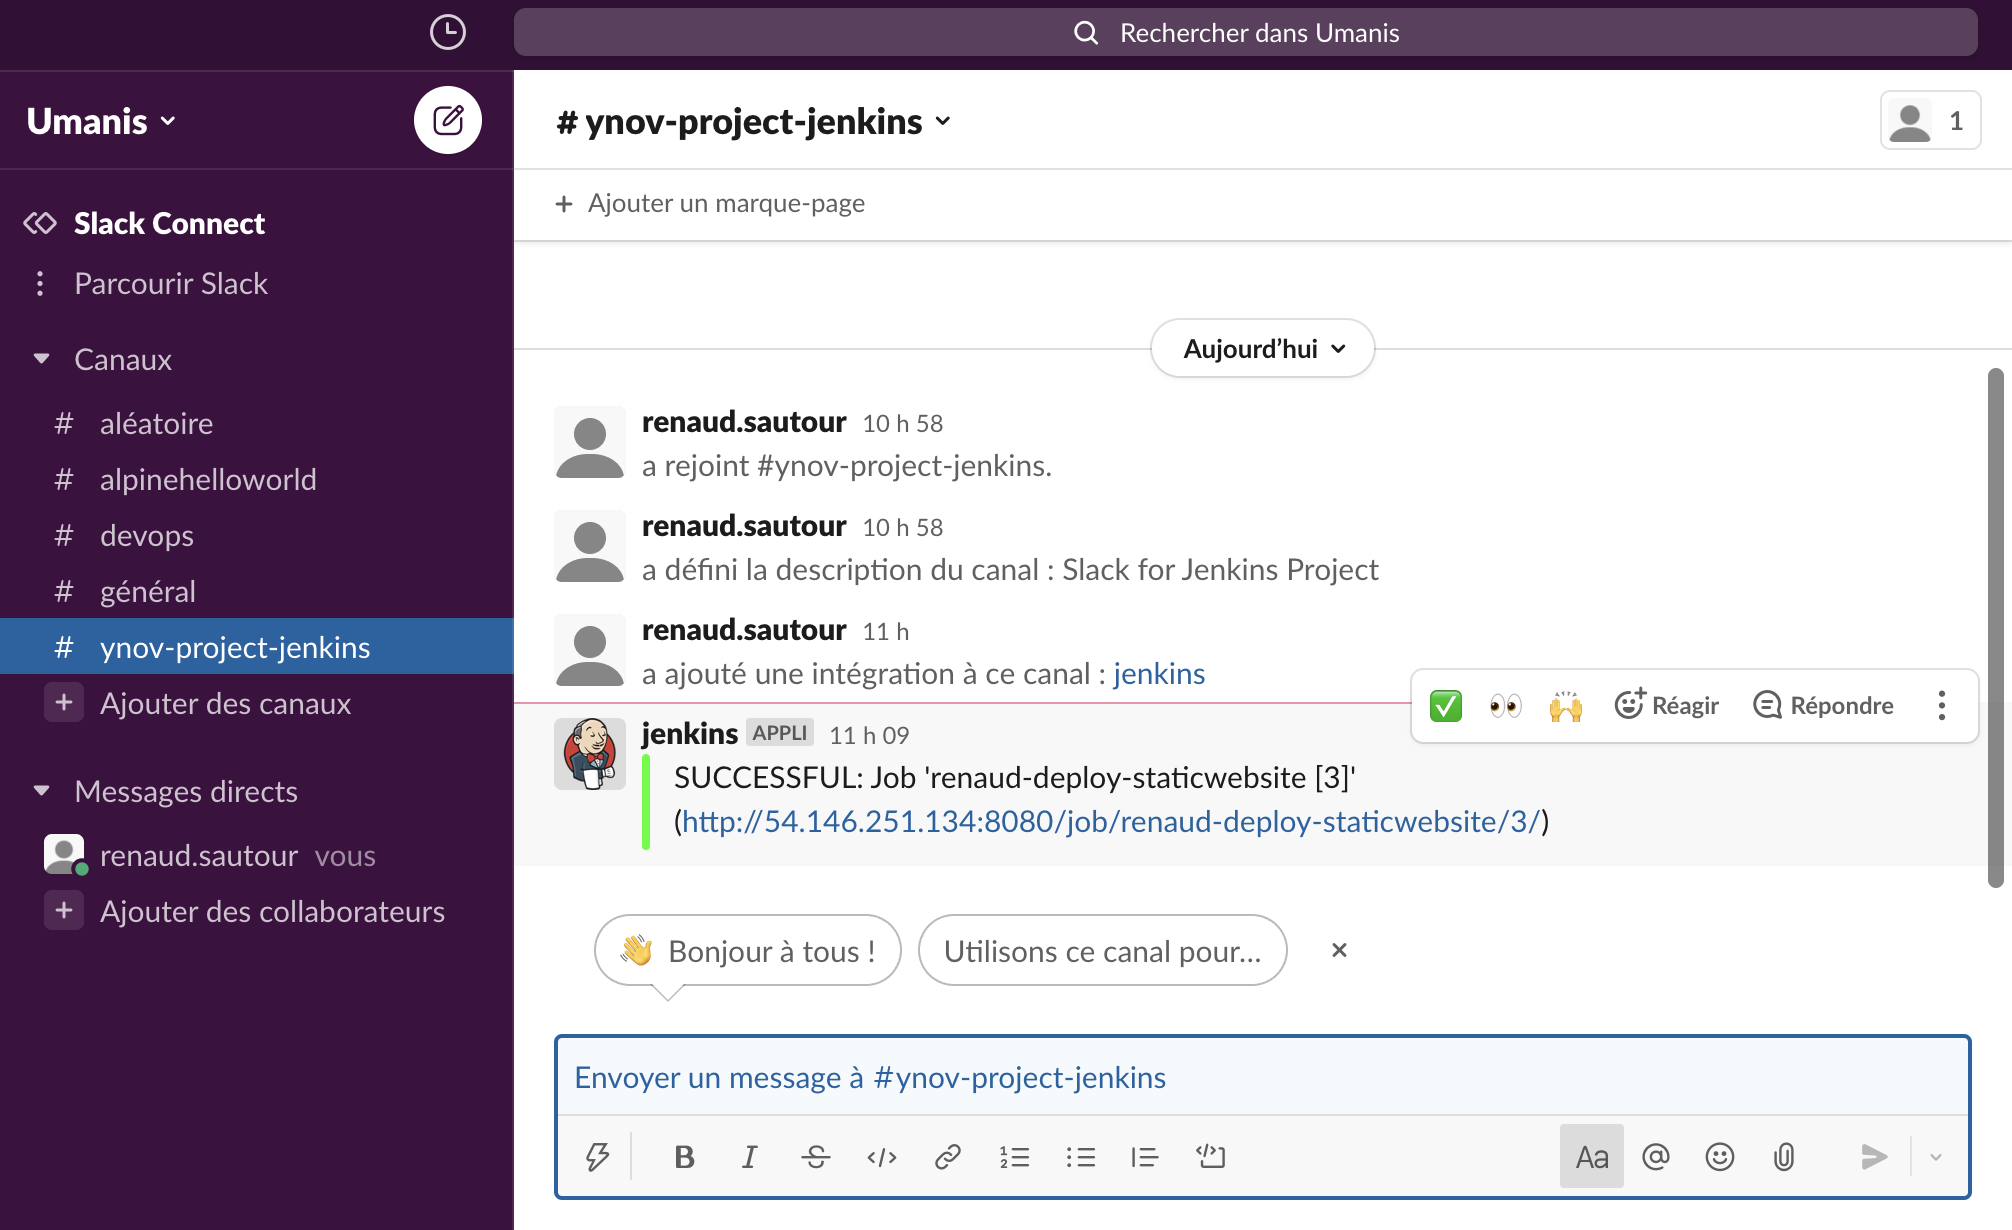 Rechercher dans Umanis
Umanis
Slack Connect
Parcourir Slack
Canaux
# aléatoire
# alpinehelloworld
# devops
# général
# ynov-project-jenkins
+ Ajouter des canaux
Messages directs
renaud.sautour vous
+ Ajouter des collaborateurs
# ynov-project-jenkins
1
+ Ajouter un marque-page
Aujourd’hui
renaud.sautour 10 h 58
a rejoint #ynov-project-jenkins.
renaud.sautour 10 h 58
a défini la description du canal : Slack for Jenkins Project
renaud.sautour 11 h
a ajouté une intégration à ce canal : jenkins
Réagir Répondre
jenkins APPLI 11 h 09
SUCCESSFUL: Job 'renaud-deploy-staticwebsite [3]'
(http://54.146.251.134:8080/job/renaud-deploy-staticwebsite/3/)
Bonjour à tous ! Utilisons ce canal pour...
Envoyer un message à #ynov-project-jenkins
B I S </> Aa @